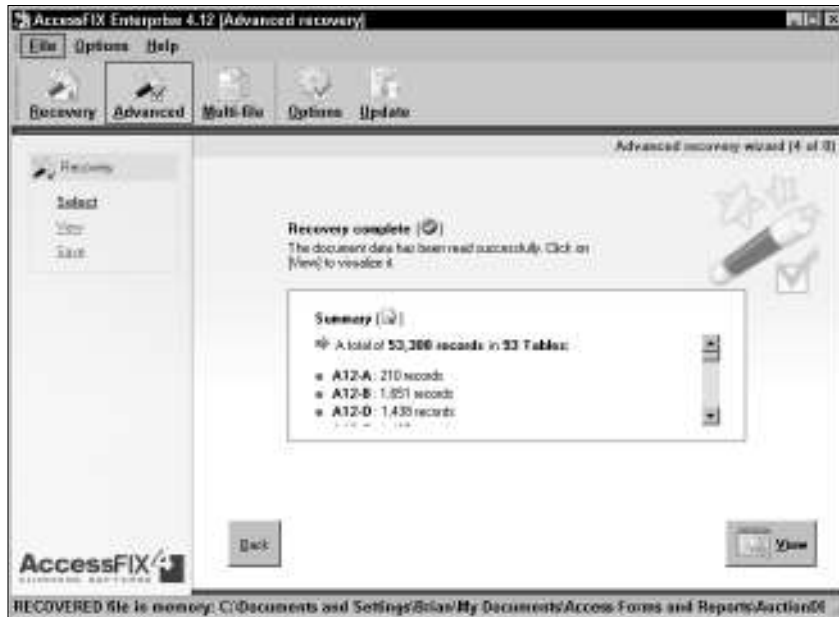 AccessFIX Enterprise 4.12 [Advanced recovery]
File Options Help
Recovery Advanced Multi-file Options Update
Advanced recovery wizard (4 of 8)
Recovery
Select
View
Save
Recovery complete
The document data has been read successfully. Click on
[View] to visualize it
Summary
A total of 53,300 records in 93 Tables:
A12-A: 210 records
A12-B: 1,851 records
A12-D: 1,438 records
Back
View
AccessFIX 4
RECOVERED file in memory: C:\Documents and Settings\Brian\My Documents\Access Forms and Reports\AuctionDB